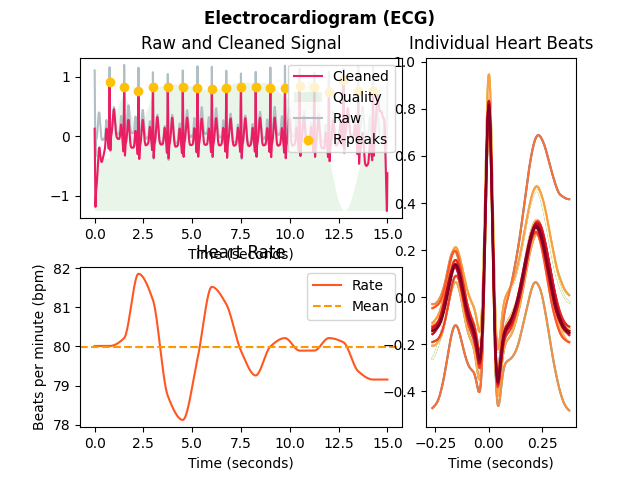 Electrocardiogram (ECG)
Raw and Cleaned Signal
1
0
−1
0.0 2.5 5.0 7.5 10.0 12.5 15.0
Time (seconds)
Cleaned
Quality
Raw
R-peaks
Heart Rate
82
81
80
79
78
Beats per minute (bpm)
0.0 2.5 5.0 7.5 10.0 12.5 15.0
Time (seconds)
Rate
Mean
Individual Heart Beats
1.0
0.8
0.6
0.4
0.2
0.0
−0.2
−0.4
−0.25 0.00 0.25
Time (seconds)